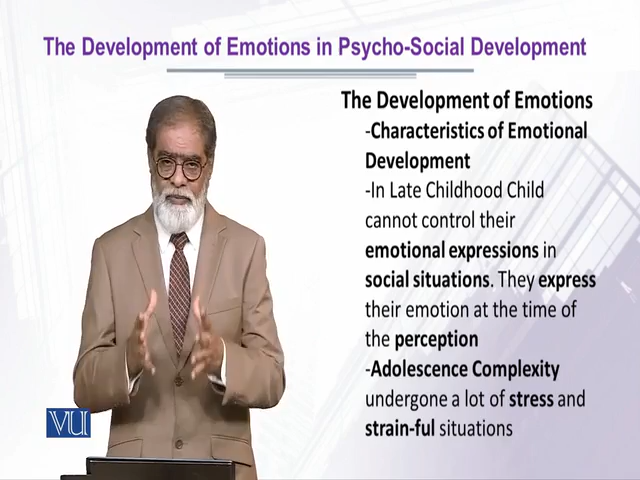 The Development of Emotions in Psycho-Social Development
The Development of Emotions
-Characteristics of Emotional
Development
-In Late Childhood Child
cannot control their
emotional expressions in
social situations. They express
their emotion at the time of
the perception
-Adolescence Complexity
undergone a lot of stress and
strain-ful situations
VU